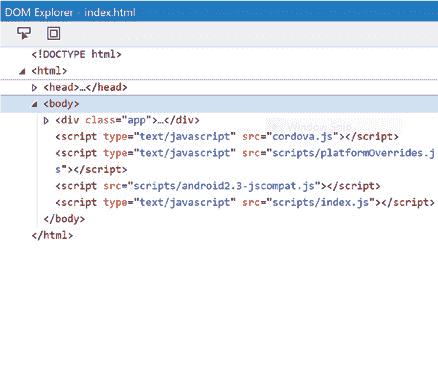 DOM Explorer - index.html
<!DOCTYPE html>
<html>
<head>...</head>
<body>
<div class="app">...</div>
<script type="text/javascript" src="cordova.js"></script>
<script type="text/javascript" src="scripts/platformOverrides.j
s"></script>
<script src="scripts/android2.3-jscompat.js"></script>
<script type="text/javascript" src="scripts/index.js"></script>
</body>
</html>